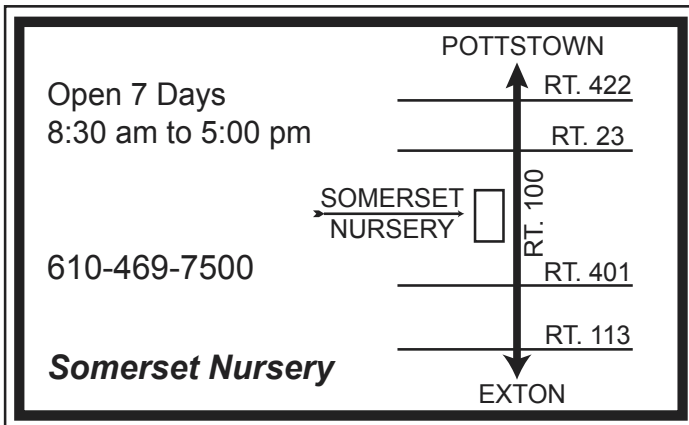 Open 7 Days
8:30 am to 5:00 pm
610-469-7500
Somerset Nursery
POTTSTOWN
RT. 422
RT. 23
SOMERSET
NURSERY
RT. 100
RT. 401
RT. 113
EXTON